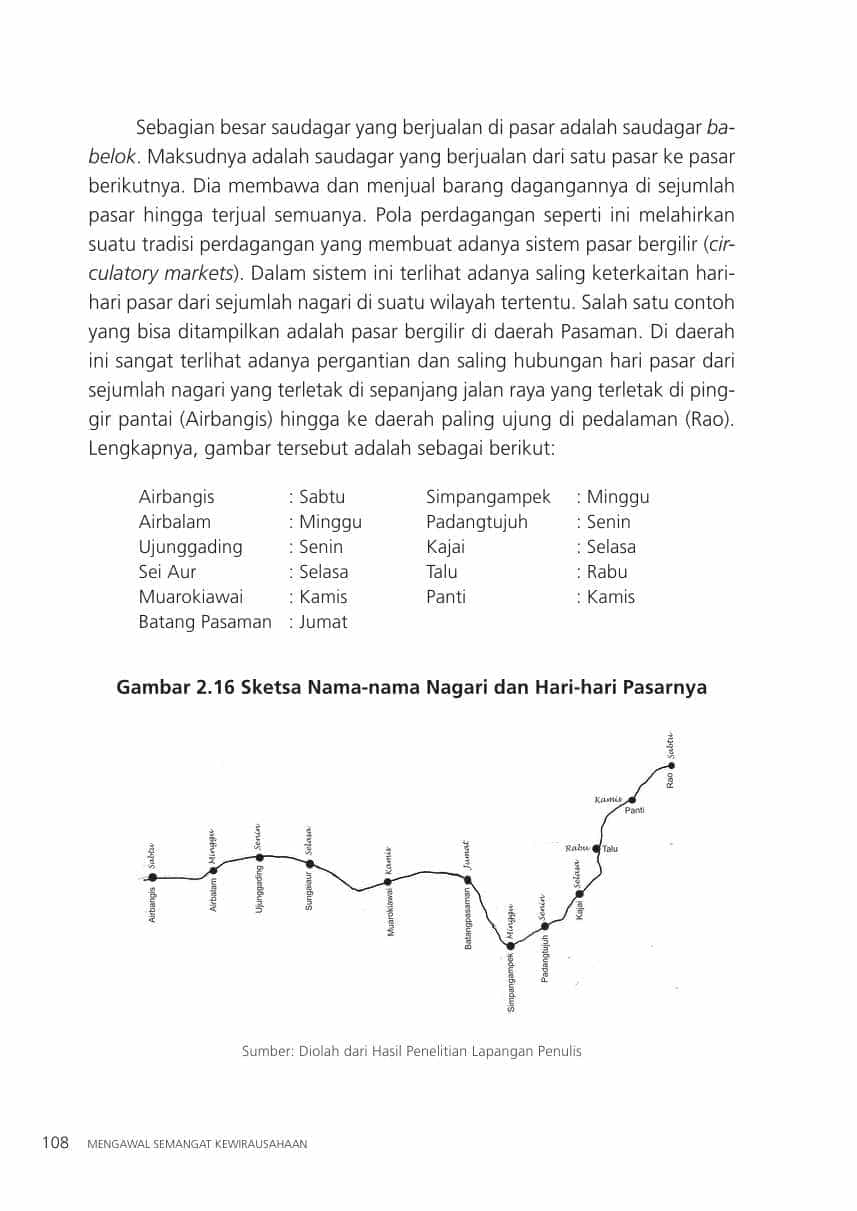 Sebagian besar saudagar yang berjualan di pasar adalah saudagar ba-
belok. Maksudnya adalah saudagar yang berjualan dari satu pasar ke pasar
berikutnya. Dia membawa dan menjual barang dagangannya di sejumlah
pasar hingga terjual semuanya. Pola perdagangan seperti ini melahirkan
suatu tradisi perdagangan yang membuat adanya sistem pasar bergilir (cir-
culatory markets). Dalam sistem ini terlihat adanya saling keterkaitan hari-
hari pasar dari sejumlah nagari di suatu wilayah tertentu. Salah satu contoh
yang bisa ditampilkan adalah pasar bergilir di daerah Pasaman. Di daerah
ini sangat terlihat adanya pergantian dan saling hubungan hari pasar dari
sejumlah nagari yang terletak di sepanjang jalan raya yang terletak di ping-
gir pantai (Airbangis) hingga ke daerah paling ujung di pedalaman (Rao).
Lengkapnya, gambar tersebut adalah sebagai berikut:
Airbangis : Sabtu Simpangampek : Minggu
Airbalam : Minggu Padangtujuh : Senin
Ujunggading : Senin Kajai : Selasa
Sei Aur : Selasa Talu : Rabu
Muarokiawai : Kamis Panti : Kamis
Batang Pasaman : Jumat
Gambar 2.16 Sketsa Nama-nama Nagari dan Hari-hari Pasarnya
Airbangis Sabtu
Airbalam Minggu
Ujunggading Senin
Sungaiaur Selasa
Muarokiawai Kamis
Batangpasaman Jumat
Simpangampek Minggu
Padangtujuh Senin
Kajai Selasa
Rabu Talu
Kamis Panti
Rao Sabtu
Sumber: Diolah dari Hasil Penelitian Lapangan Penulis
108 MENGAWAL SEMANGAT KEWIRAUSAHAAN